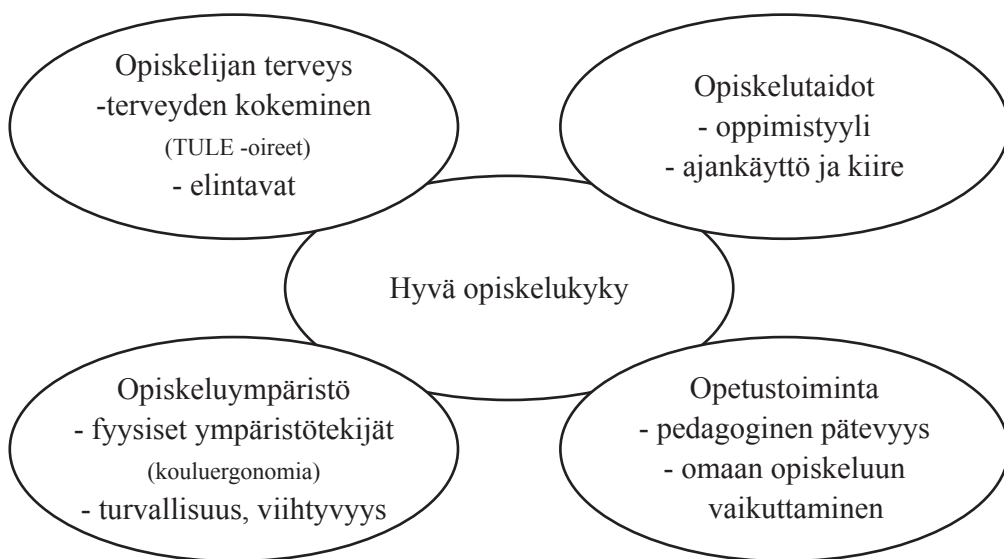 Opiskelijan terveys
-terveyden kokeminen
(TULE -oireet)
- elintavat
Opiskelutaidot
- oppimistyyli
- ajankäyttö ja kiire
Hyvä opiskelukyky
Opiskeluympäristö
- fyysiset ympäristötekijät
(kouluergonomia)
- turvallisuus, viihtyvyys
Opetustoiminta
- pedagoginen pätevyys
- omaan opiskeluun
vaikuttaminen